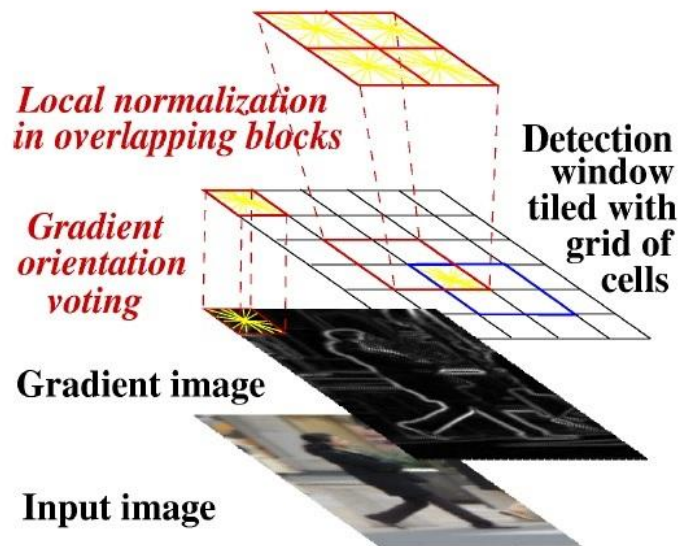 Local normalization
in overlapping blocks
Detection
window
tiled with
grid of
cells
Gradient
orientation
voting
Gradient image
Input image